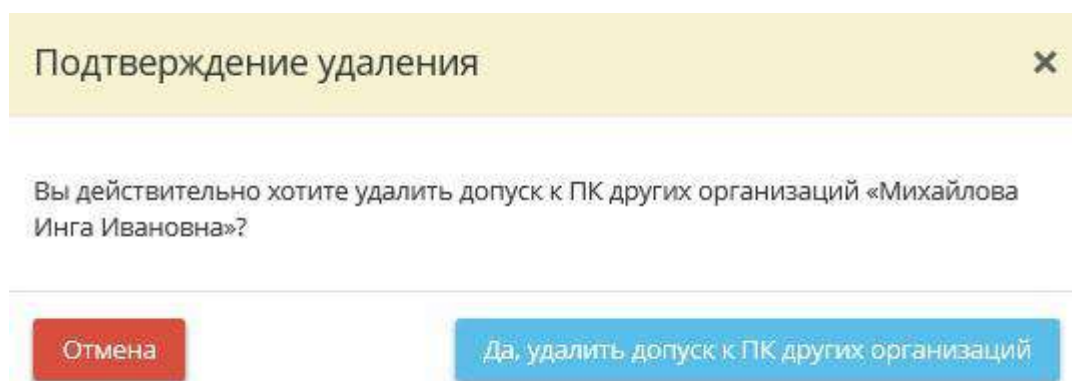 Подтверждение удаления
Вы действительно хотите удалить допуск к ПК других организаций «Михайлова
Инга Ивановна»?
Отмена
Да, удалить допуск к ПК других организаций